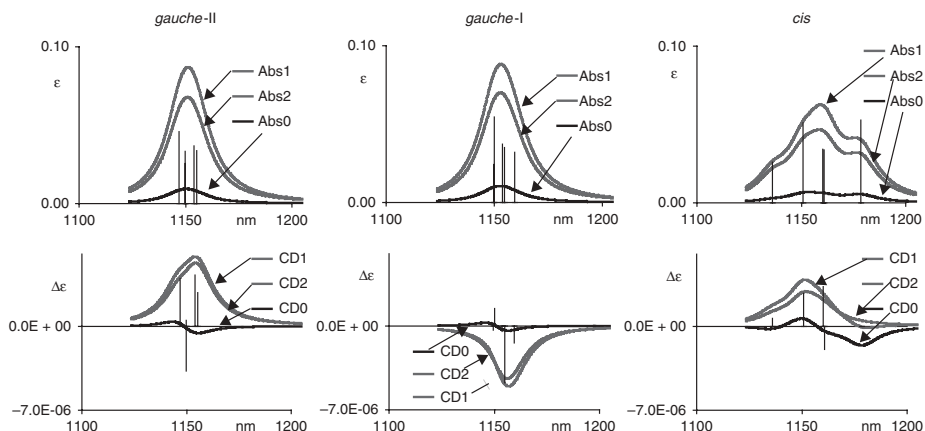 gauche-II
0.10
ε
Abs1
Abs2
Abs0
0.00
1100
1150
nm
1200
Δε
CD1
CD2
CD0
0.0E + 00
−7.0E-06
1100
1150
nm
1200
gauche-I
0.10
ε
Abs1
Abs2
Abs0
0.00
1100
1150
nm
1200
Δε
0.0E + 00
CD0
CD2
CD1
−7.0E-06
1100
1150
nm
1200
cis
0.10
ε
Abs1
Abs2
Abs0
0.00
1100
1150
nm
1200
Δε
CD1
CD2
CD0
0.0E + 00
−7.0E-06
1100
1150
nm
1200